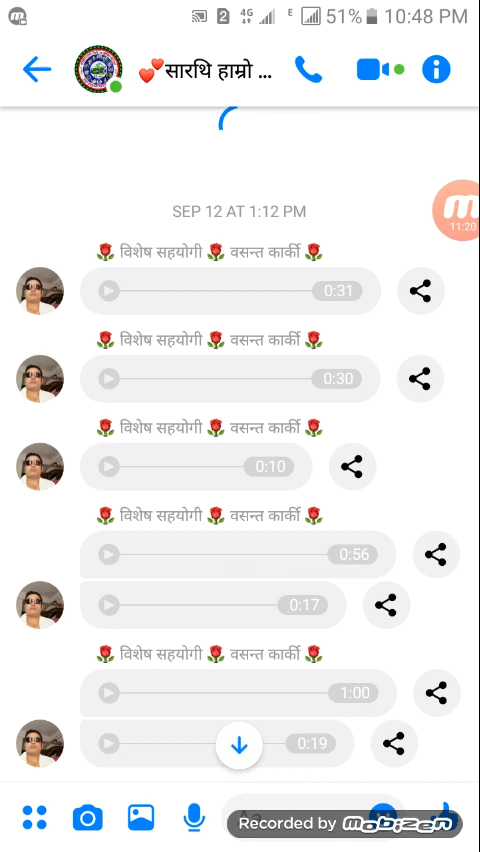 4G E 51% 10:48 PM
💕सारथि हाम्रो ...
SEP 12 AT 1:12 PM
11:20
🌹 विशेष सहयोगी 🌹 वसन्त कार्की 🌹
0:31
🌹 विशेष सहयोगी 🌹 वसन्त कार्की 🌹
0:30
🌹 विशेष सहयोगी 🌹 वसन्त कार्की 🌹
0:10
🌹 विशेष सहयोगी 🌹 वसन्त कार्की 🌹
0:56
0:17
🌹 विशेष सहयोगी 🌹 वसन्त कार्की 🌹
1:00
0:19
Aa
Recorded by mobizen